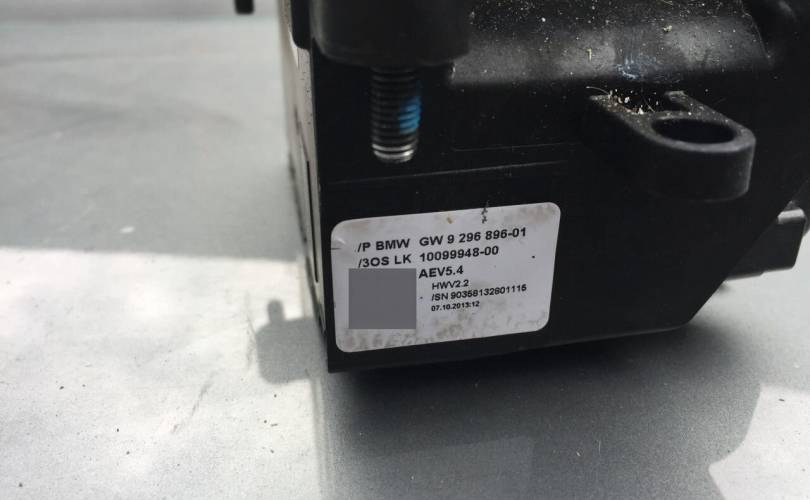 /P BMW GW 9 296 896-01
/3OS LK 10099948-00
AEV5.4
HWV2.2
/SN 90358132801115
07.10.2013:12